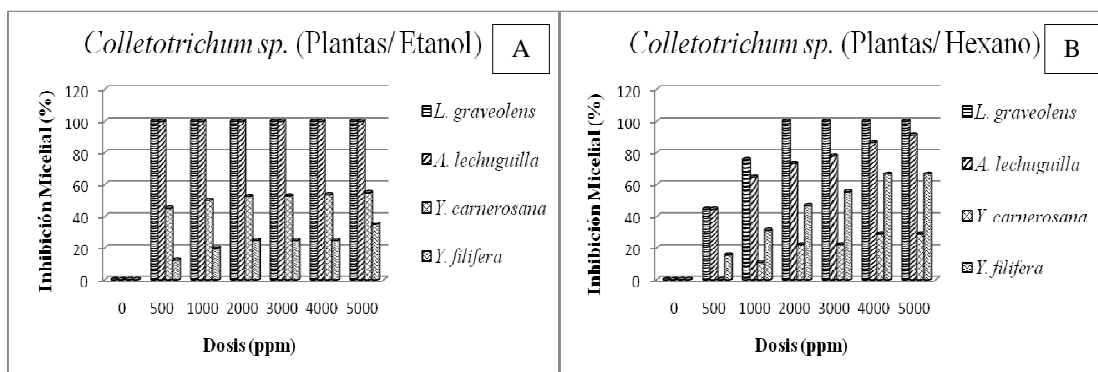 Colletotrichum sp. (Plantas/ Etanol)
A
Inhibición Micelial (%)
120
100
80
60
40
20
0
0 500 1000 2000 3000 4000 5000
Dosis (ppm)
L. graveolens
A. lechuguilla
Y. carnerosana
Y. filifera
Colletotrichum sp. (Plantas/ Hexano)
B
Inhibición Micelial (%)
120
100
80
60
40
20
0
0 500 1000 2000 3000 4000 5000
Dosis (ppm)
L. graveolens
A. lechuguilla
Y. carnerosana
Y. filifera